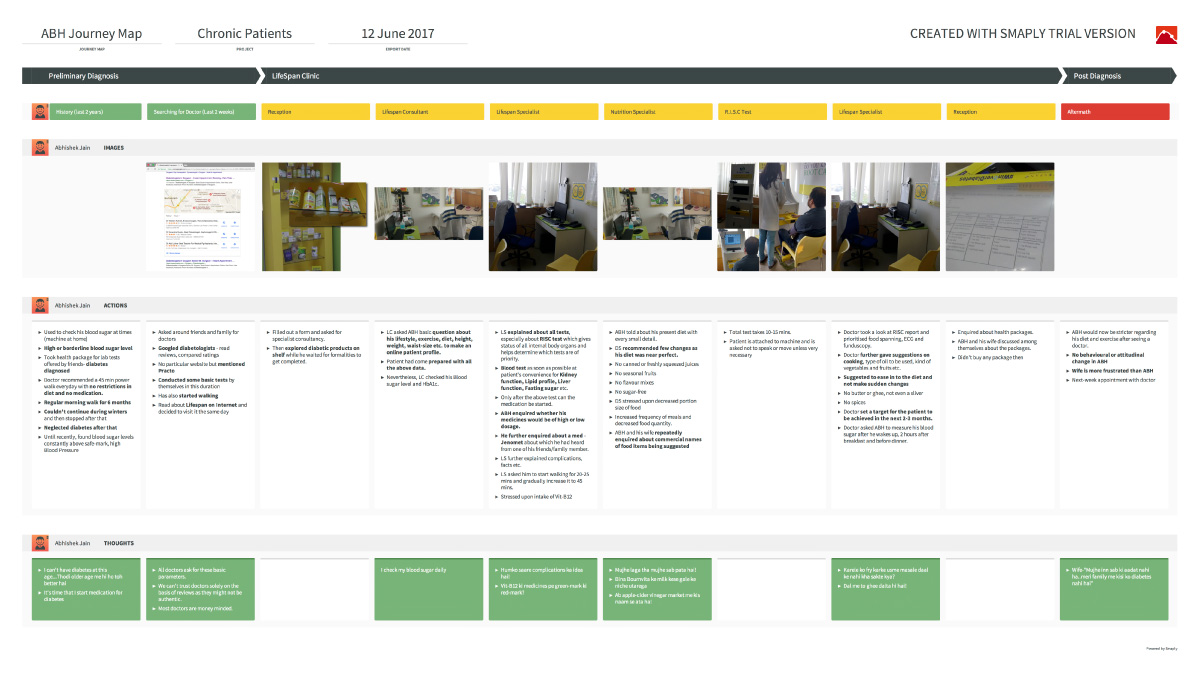 ABH Journey Map
JOURNEY MAP
Chronic Patients
PROJECT
12 June 2017
EXPORT DATE
CREATED WITH SMAPLY TRIAL VERSION
Preliminary Diagnosis
LifeSpan Clinic
Post Diagnosis
History (Last 2 years)
Searching for Doctor (Last 2 weeks)
Reception
Lifespan Consultant
Lifespan Specialist
Nutrition Specialist
R.I.S.C Test
Lifespan Specialist
Reception
Aftermath
Abhishek Jain IMAGES
Abhishek Jain ACTIONS
► Used to check his blood sugar at times
(machine at home)
► High or borderline blood sugar level
► Took health package for lab tests
offered by friends- diabetes
diagnosed
► Doctor recommended a 45 min power
walk everyday with no restrictions in
diet and no medication.
► Regular morning walk for 6 months
► Couldn't continue during winters
and then stopped after that
► Neglected diabetes after that
► Until recently, found blood sugar levels
constantly above safe mark, high
Blood Pressure
► Asked around friends and family for
doctors
► Googled diabetologists - read
reviews, compared ratings
► No particular website but mentioned
Practo
► Conducted some basic tests by
themselves in this duration
► Has also started walking
► Read about Lifespan on Internet and
decided to visit it the same day
► Filled out a form and asked for
specialist consultancy.
► Then explored diabetic products on
shelf while he waited for formalities to
get completed.
► LC asked ABH basic question about
his lifestyle, exercise, diet, height,
weight, waist-size etc. to make an
online patient profile.
► Patient had come prepared with all
the above data.
► Nevertheless, LC checked his Blood
sugar level and HbA1c.
► LS explained about all tests,
especially about RISC test which gives
status of all internal body organs and
helps determine which tests are of
priority.
► Blood test as soon as possible at
patient's convenience for Kidney
function, Lipid profile, Liver
function, Fasting sugar etc.
► Only after the above test can the
medication be started.
► ABH enquired whether his
medicines would be of high or low
dosage.
► He further enquired about a med -
Janomet about which he had heard
from one of his friends/family member.
► LS further explained complications,
facts etc.
► LS asked him to start walking for 20-25
mins and gradually increase it to 45
mins.
► Stressed upon intake of Vit-B12
► ABH told about his present diet with
every small detail.
► DS recommended few changes as
his diet was near perfect.
► No canned or freshly squeezed juices
► No seasonal fruits
► No flavour mixes
► No sugar-free
► DS stressed upon decreased portion
size of food
► Increased frequency of meals and
decreased food quantity.
► ABH and his wife repeatedly
enquired about commercial names
of food items being suggested
► Total test takes 10-15 mins.
► Patient is attached to machine and is
asked not to speak or move unless very
necessary
► Doctor took a look at RISC report and
prioritised food spanning, ECG and
funduscopy.
► Doctor further gave suggestions on
cooking, type of oil to be used, kind of
vegetables and fruits etc.
► Suggested to ease in to the diet and
not make sudden changes
► No butter or ghee, not even a sliver
► No spices
► Doctor set a target for the patient to
be achieved in the next 2-3 months.
► Doctor asked ABH to measure his blood
sugar after he wakes up, 2 hours after
breakfast and before dinner.
► Enquired about health packages.
► ABH and his wife discussed among
themselves about the packages.
► Didn't buy any package then
► ABH would now be stricter regarding
his diet and exercise after seeing a
doctor.
► No behavioural or attitudinal
change in ABH
► Wife is more frustrated than ABH
► Next-week appointment with doctor
Abhishek Jain THOUGHTS
► I can't have diabetes at this
age...Thodi older age me hi ho toh
better hai
► It's time that I start medication for
diabetes
► All doctors ask for these basic
parameters.
► We can't trust doctors solely on the
basis of reviews as they might not be
authentic.
► Most doctors are money minded.
I check my blood sugar daily
► Humko saare complications ka idea
hai!
► Vit- B12 ki medicines pe green-mark ki
red-mark?
► Mujhe laga tha mujhe sab pata hai!
► Bina Bournvita ke milk kese gale ke
niche utarega
► Ab apple-cider vinegar market me kis
naam se ata hai
► Karele ko fry karke usme masale daal
ke nahi kha sakte kya?
► Dal me to ghee dalta hi hai!
► Wife "Mujhe inn sab ki aadat nahi
ha, meri family me kisi ko diabetes
nahi hai"
Powered by Smaply